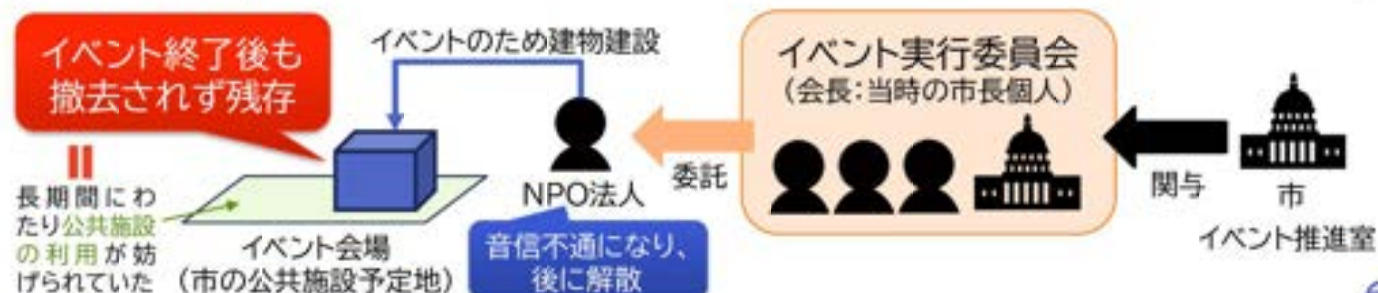 イベント終了後も
撤去されず残存
長期間にわ
たり公共施設
の利用が妨
げられていた
イベントのため建物建設
イベント会場
（市の公共施設予定地）
NPO法人
音信不通になり、
後に解散
委託
イベント実行委員会
（会長：当時の市長個人）
関与
市
イベント推進室